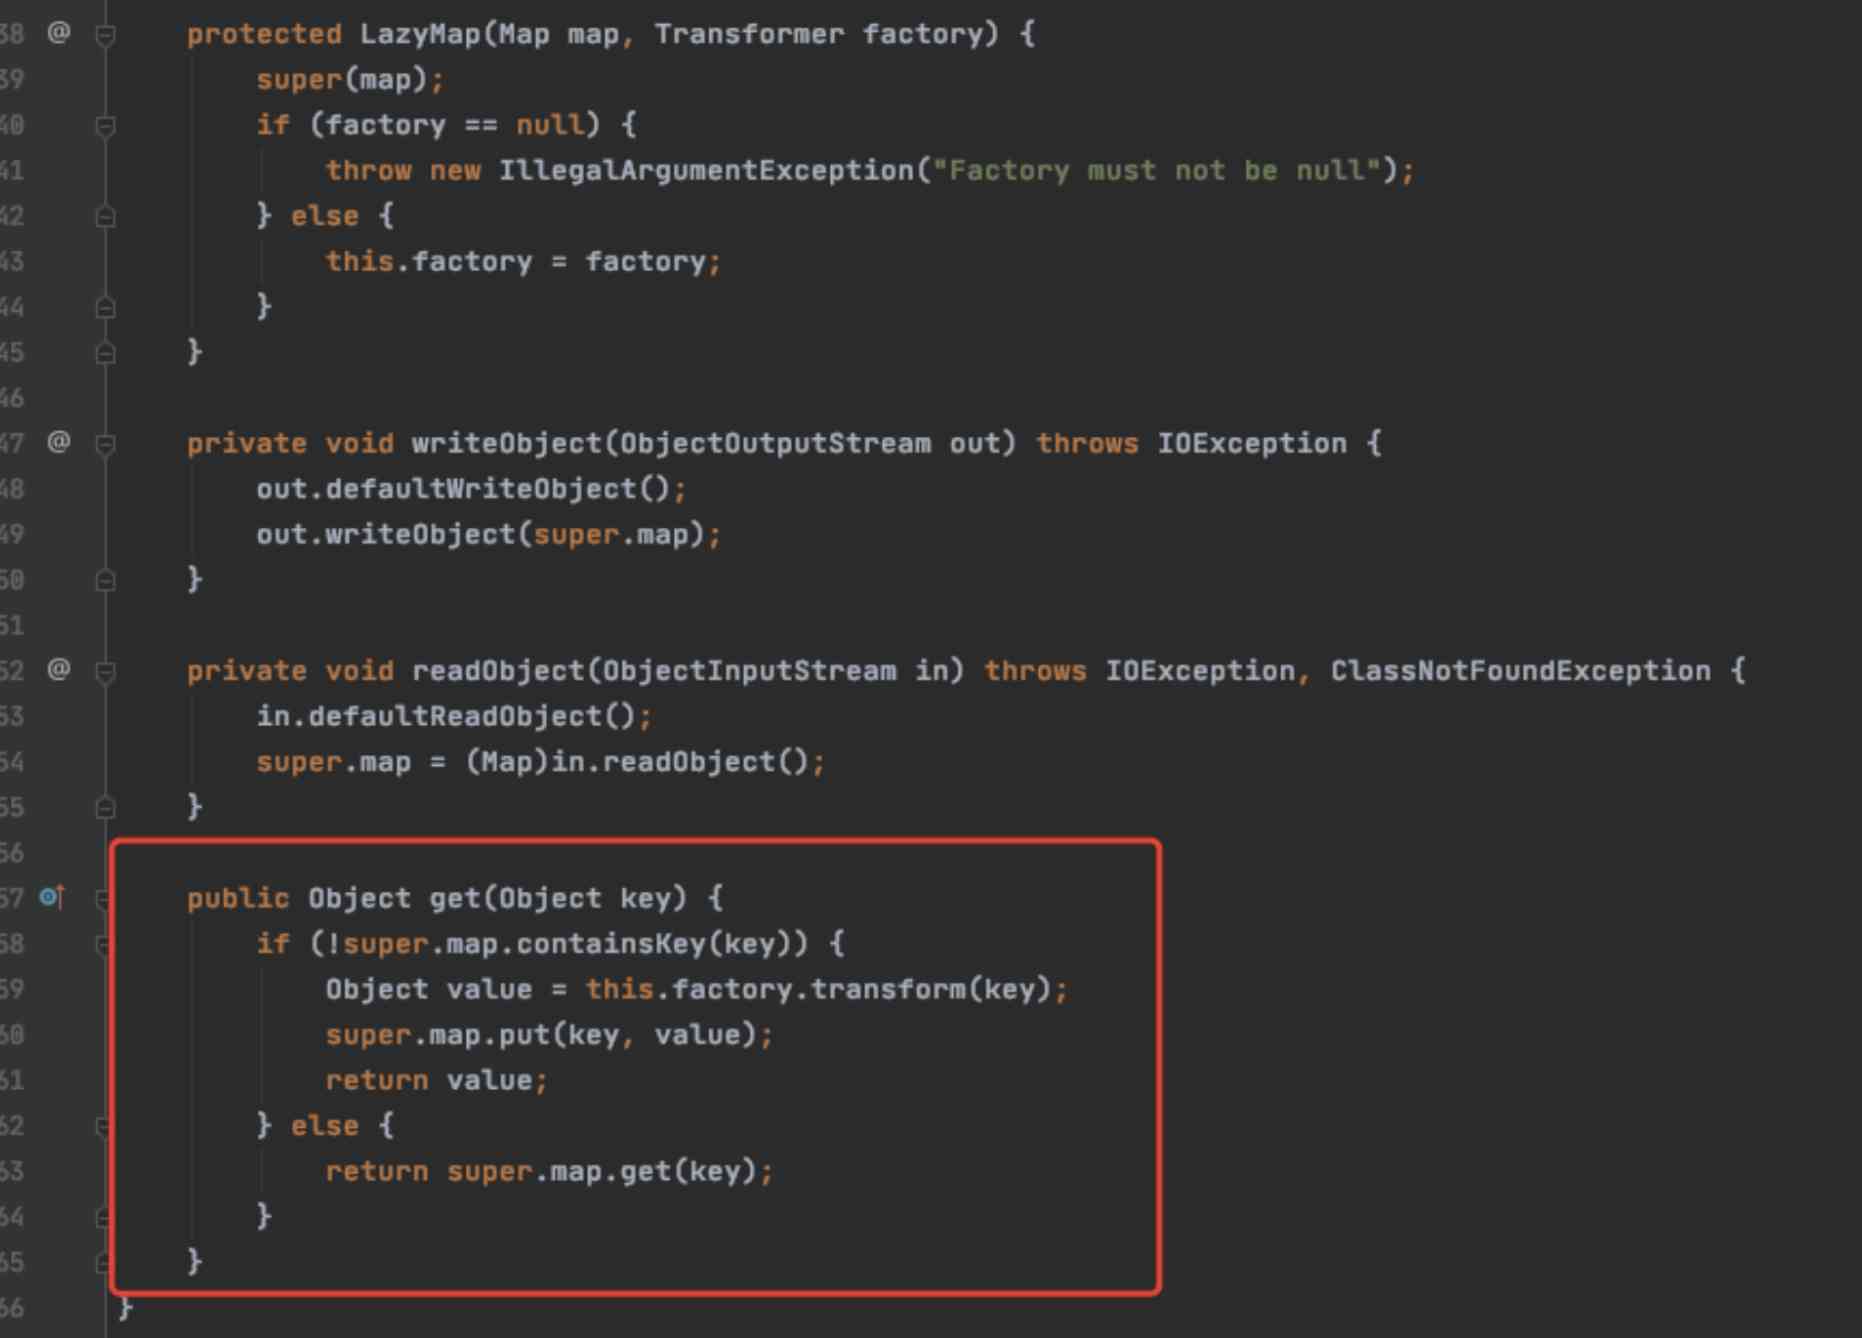 38 @ protected LazyMap(Map map, Transformer factory) {
39 super(map);
40 if (factory == null) {
41 throw new IllegalArgumentException("Factory must not be null");
42 } else {
43 this.factory = factory;
44 }
45 }
46
47 @ private void writeObject(ObjectOutputStream out) throws IOException {
48 out.defaultWriteObject();
49 out.writeObject(super.map);
50 }
51
52 @ private void readObject(ObjectInputStream in) throws IOException, ClassNotFoundException {
53 in.defaultReadObject();
54 super.map = (Map)in.readObject();
55 }
56
57 public Object get(Object key) {
58 if (!super.map.containsKey(key)) {
59 Object value = this.factory.transform(key);
60 super.map.put(key, value);
61 return value;
62 } else {
63 return super.map.get(key);
64 }
65 }
66 }